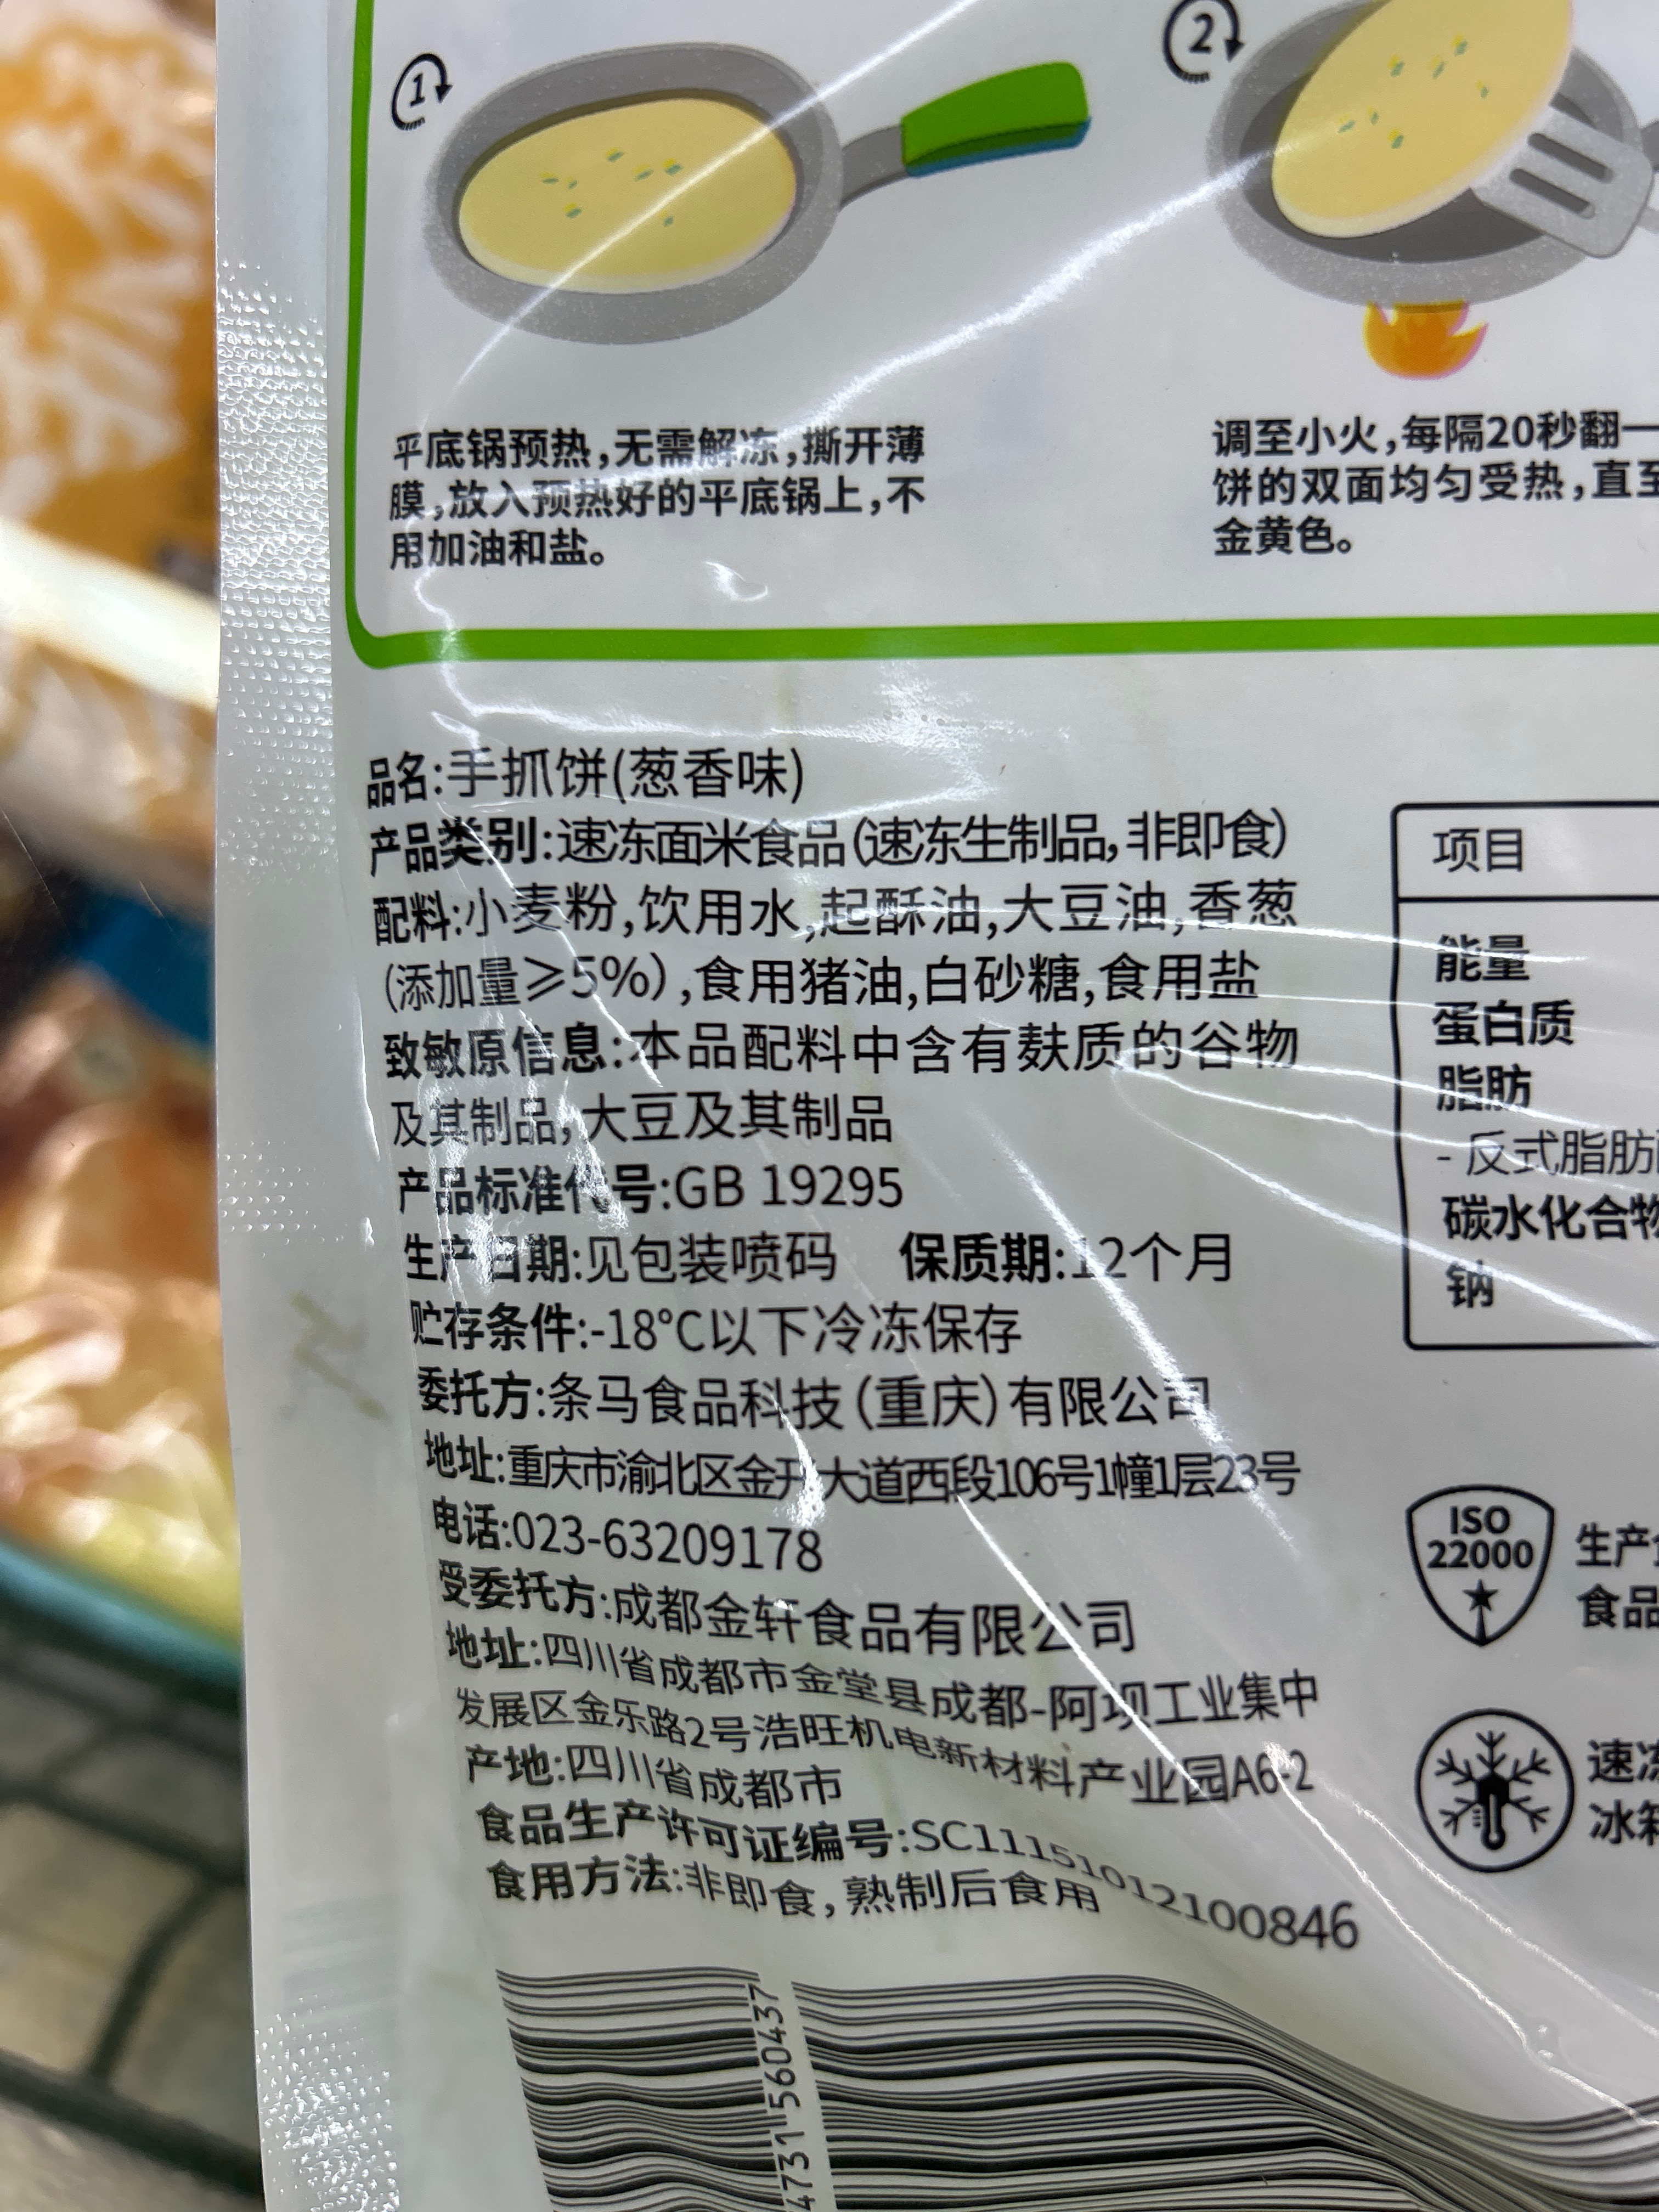 1
平底锅预热,无需解冻,撕开薄
膜,放入预热好的平底锅上,不
用加油和盐。
2
调至小火,每隔20秒翻一
饼的双面均匀受热,直至
金黄色。
品名:手抓饼(葱香味)
产品类别:速冻面米食品(速冻生制品,非即食)
配料:小麦粉,饮用水,起酥油,大豆油,香葱
(添加量≥5%),食用猪油,白砂糖,食用盐
致敏原信息:本品配料中含有麸质的谷物
及其制品,大豆及其制品
产品标准代号:GB 19295
生产日期:见包装喷码 保质期:12个月
贮存条件:-18°C以下冷冻保存
委托方:条马食品科技(重庆)有限公司
地址:重庆市渝北区金开大道西段106号1幢1层23号
电话:023-63209178
受委托方:成都金轩食品有限公司
地址:四川省成都市金堂县成都-阿坝工业集中
发展区金乐路2号浩旺机电新材料产业园A6-2
产地:四川省成都市
食品生产许可证编号:SC11151012100846
食用方法:非即食,熟制后食用
项目
能量
蛋白质
脂肪
- 反式脂肪
碳水化合物
钠
ISO
22000
生产
食品
速冻
冰箱
4731 560437